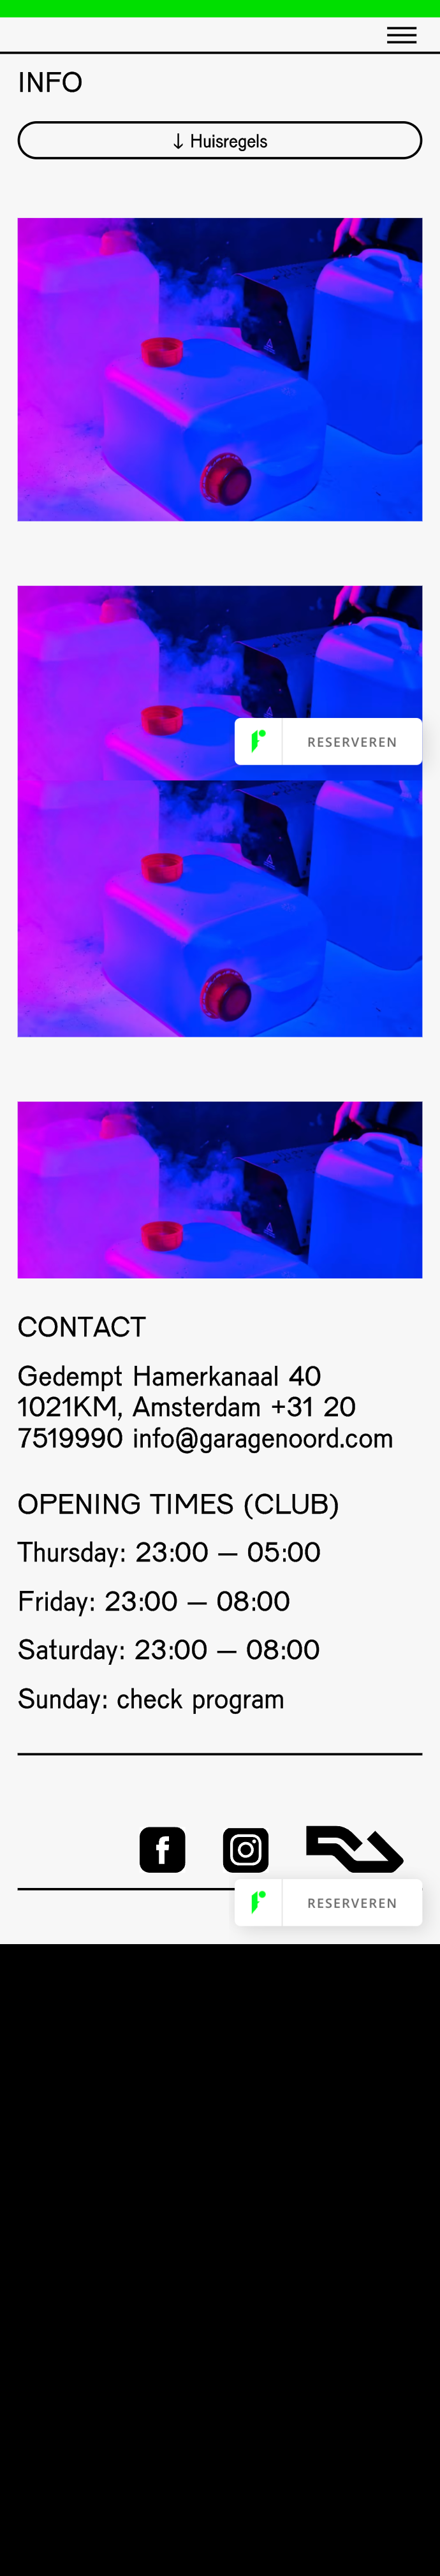 INFO
↓ Huisregels
RESERVEREN
CONTACT
Gedempt Hamerkanaal 40
1021KM, Amsterdam +31 20
7519990 info@garagenoord.com
OPENING TIMES (CLUB)
Thursday: 23:00 — 05:00
Friday: 23:00 — 08:00
Saturday: 23:00 — 08:00
Sunday: check program
RESERVEREN